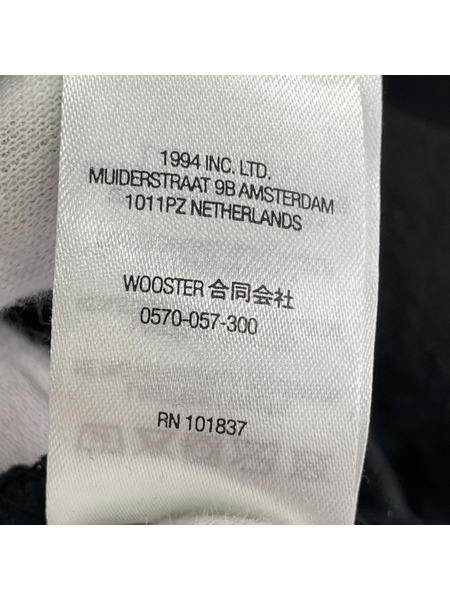 1994 INC. LTD.
MUIDERSTRAAT 9B AMSTERDAM
1011PZ NETHERLANDS
WOOSTER 合同会社
0570-057-300
RN 101837